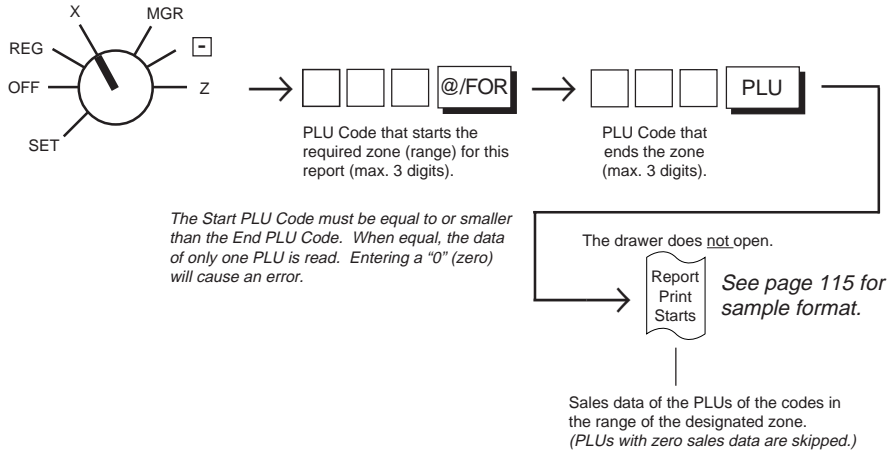 X
MGR
REG
-
OFF
Z
SET
@/FOR
PLU
PLU Code that starts the
required zone (range) for this
report (max. 3 digits).
PLU Code that
ends the zone
(max. 3 digits).
The Start PLU Code must be equal to or smaller
than the End PLU Code. When equal, the data
of only one PLU is read. Entering a “0” (zero)
will cause an error.
The drawer does not open.
Report
Print
Starts
See page 115 for
sample format.
Sales data of the PLUs of the codes in
the range of the designated zone.
(PLUs with zero sales data are skipped.)